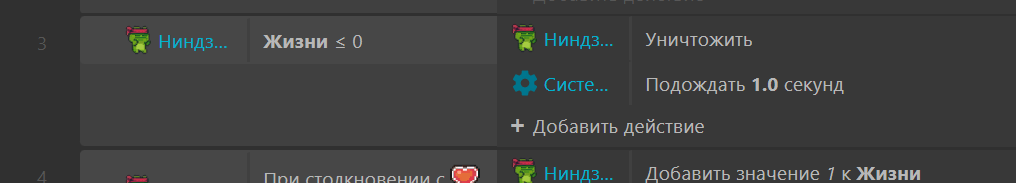 3
Ниндз... Жизни ≤ 0
Ниндз... Уничтожить
Систе... Подождать 1.0 секунд
+ Добавить действие
4
При столкновении с
Ниндз... Добавить значение 1 к Жизни